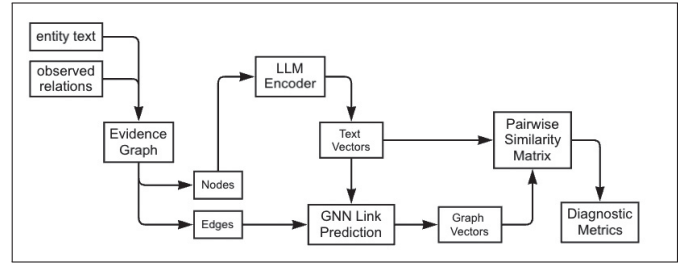 entity text
observed
relations
Evidence
Graph
Nodes
Edges
LLM
Encoder
Text
Vectors
GNN Link
Prediction
Graph
Vectors
Pairwise
Similarity
Matrix
Diagnostic
Metrics